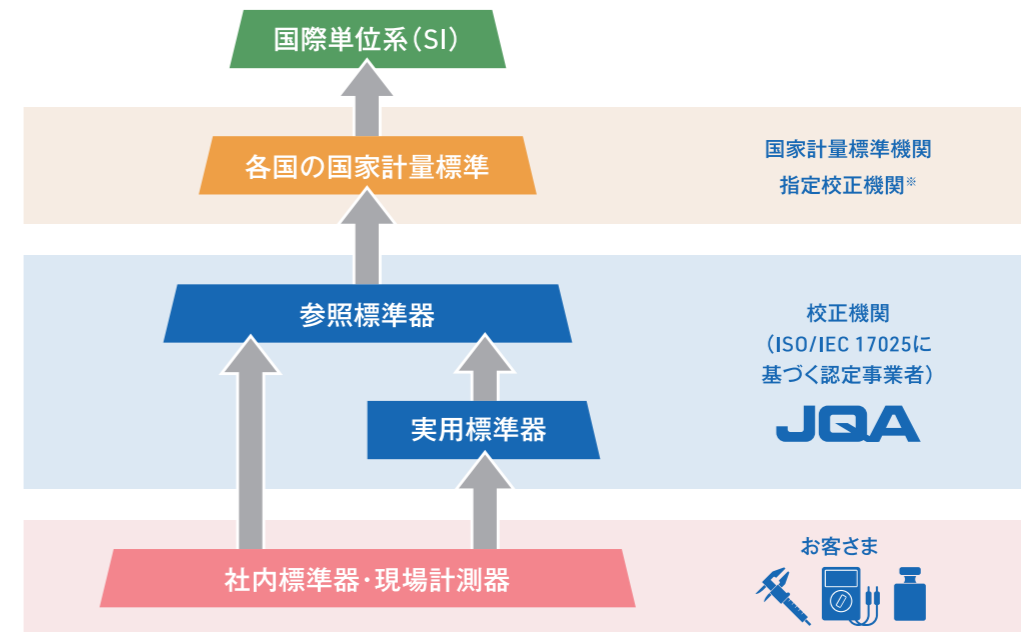 国際単位系（SI）
各国の国家計量標準
国家計量標準機関
指定校正機関※
参照標準器
校正機関
（ISO/IEC 17025に
基づく認定事業者）
JQA
実用標準器
お客さま
社内標準器・現場計測器